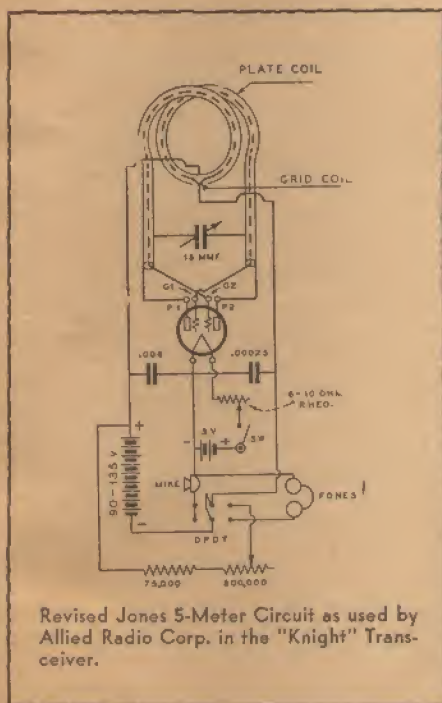 PLATE COIL
GRID COIL
15 MMF.
G1 G2
P1 P2
.006 .00025
6-10 OHM
RHEO.
- 3V + SW
+
90-135 V
-
MIKE
FONES
DPDT
75,000 500,000
Revised Jones 5-Meter Circuit as used by
Allied Radio Corp. in the "Knight" Trans-
ceiver.